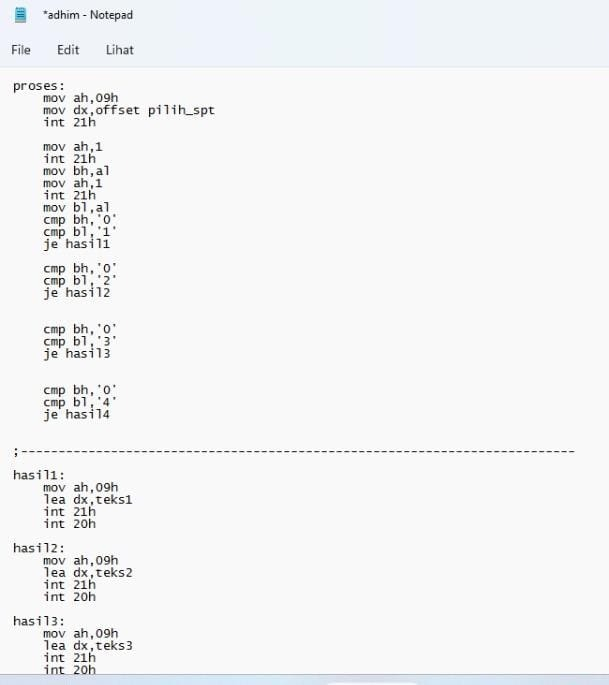 *adhim - Notepad
File Edit Lihat
proses:
    mov ah,09h
    mov dx,offset pilih_spt
    int 21h
    mov ah,1
    int 21h
    mov bh,al
    mov ah,1
    int 21h
    mov bl,al
    cmp bh,'0'
    cmp bl,'1'
    je hasil1
    cmp bh,'0'
    cmp bl,'2'
    je hasil2
    cmp bh,'0'
    cmp bl,'3'
    je hasil3
    cmp bh,'0'
    cmp bl,'4'
    je hasil4
;--------------------------------------------------------------------------
hasil1:
    mov ah,09h
    lea dx,teks1
    int 21h
    int 20h
hasil2:
    mov ah,09h
    lea dx,teks2
    int 21h
    int 20h
hasil3:
    mov ah,09h
    lea dx,teks3
    int 21h
    int 20h